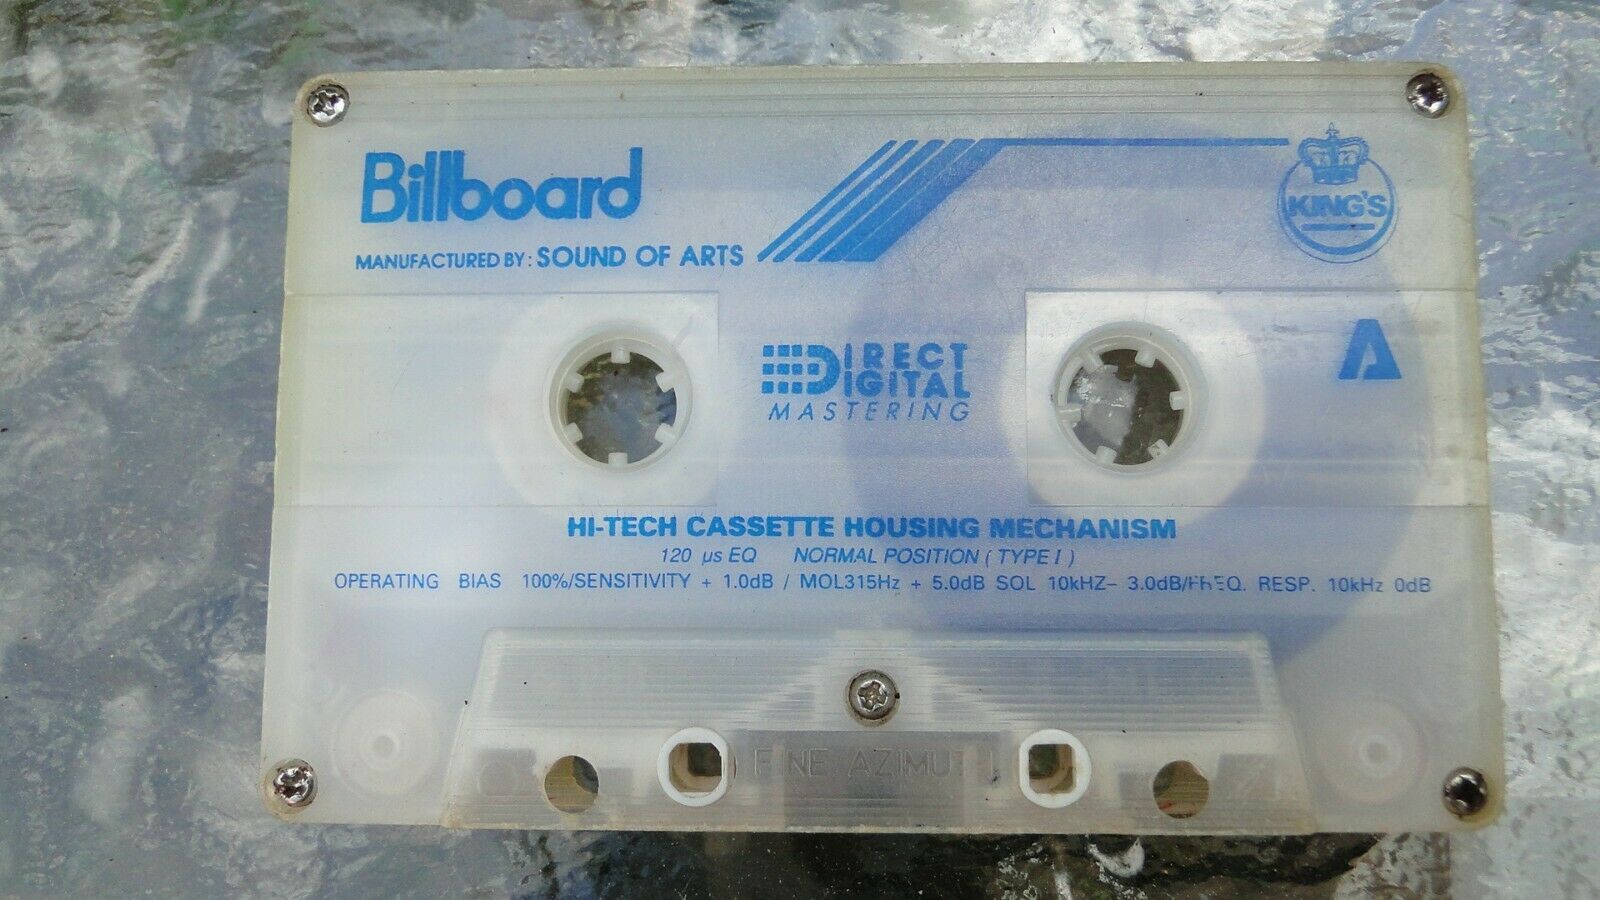 Billboard
KING'S
MANUFACTURED BY: SOUND OF ARTS
DIRECT
DIGITAL
MASTERING
A
HI-TECH CASSETTE HOUSING MECHANISM
120 µs EQ NORMAL POSITION ( TYPE I )
OPERATING BIAS 100%/SENSITIVITY + 1.0dB / MOL315Hz + 5.0dB SOL 10kHZ– 3.0dB/FREQ. RESP. 10kHz 0dB
FINE AZIMUTH